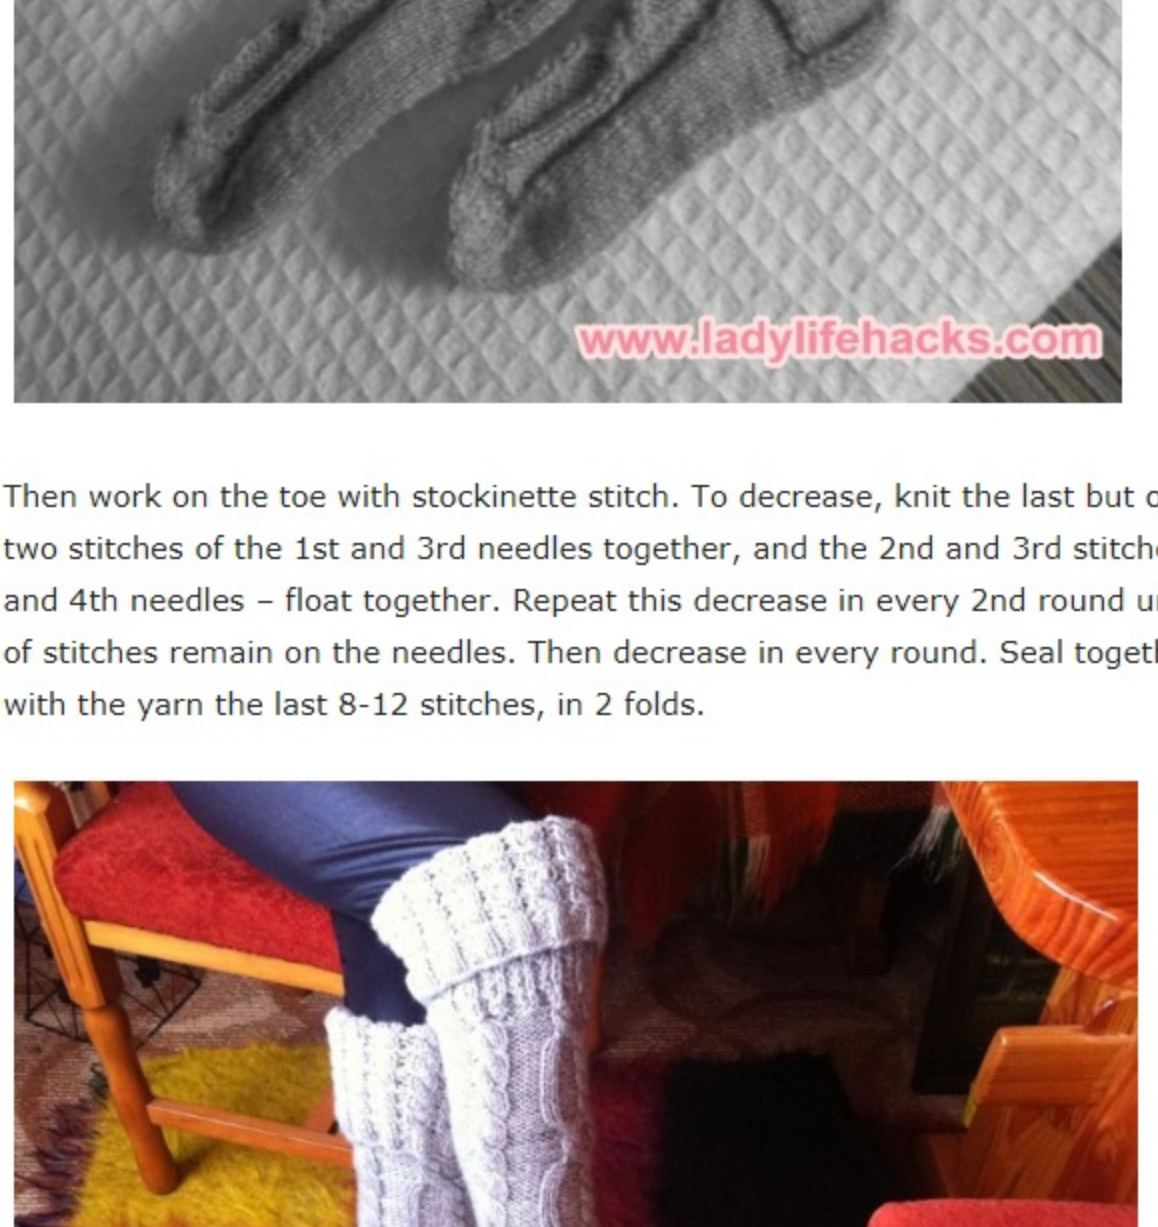 www.ladylifehacks.com
Then work on the toe with stockinette stitch. To decrease, knit the last but
two stitches of the 1st and 3rd needles together, and the 2nd and 3rd
and 4th needles – float together. Repeat this decrease in every 2nd round
of stitches remain on the needles. Then decrease in every round. Seal
with the yarn the last 8-12 stitches, in 2 folds.